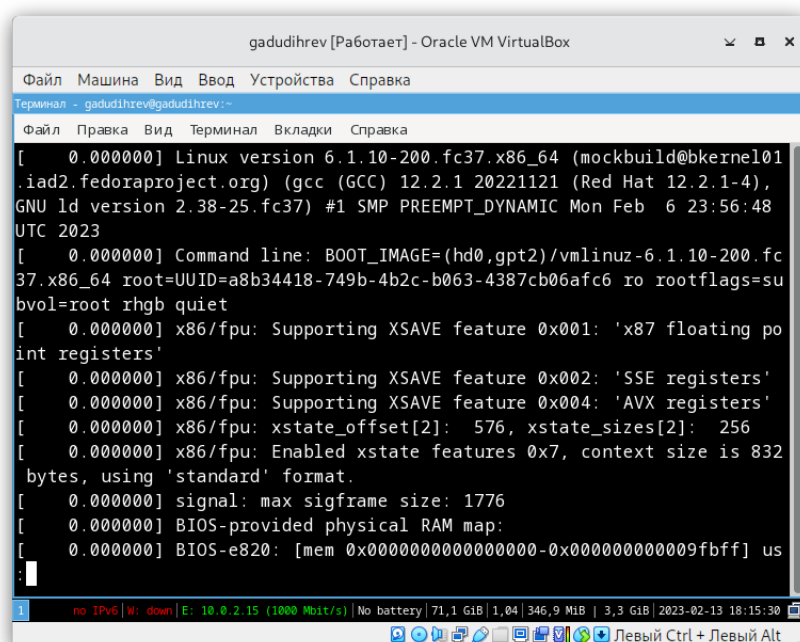 gadudihrev [Работает] - Oracle VM VirtualBox
Файл Машина Вид Ввод Устройства Справка
Терминал - gadudihrev@gadudihrev:~
Файл Правка Вид Терминал Вкладки Справка
[    0.000000] Linux version 6.1.10-200.fc37.x86_64 (mockbuild@bkernel01
.iad2.fedoraproject.org) (gcc (GCC) 12.2.1 20221121 (Red Hat 12.2.1-4),
GNU ld version 2.38-25.fc37) #1 SMP PREEMPT_DYNAMIC Mon Feb  6 23:56:48
UTC 2023
[    0.000000] Command line: BOOT_IMAGE=(hd0,gpt2)/vmlinuz-6.1.10-200.fc
37.x86_64 root=UUID=a8b34418-749b-4b2c-b063-4387cb06afc6 ro rootflags=su
bvol=root rhgb quiet
[    0.000000] x86/fpu: Supporting XSAVE feature 0x001: 'x87 floating po
int registers'
[    0.000000] x86/fpu: Supporting XSAVE feature 0x002: 'SSE registers'
[    0.000000] x86/fpu: Supporting XSAVE feature 0x004: 'AVX registers'
[    0.000000] x86/fpu: xstate_offset[2]:  576, xstate_sizes[2]:  256
[    0.000000] x86/fpu: Enabled xstate features 0x7, context size is 832
 bytes, using 'standard' format.
[    0.000000] signal: max sigframe size: 1776
[    0.000000] BIOS-provided physical RAM map:
[    0.000000] BIOS-e820: [mem 0x0000000000000000-0x000000000009fbff] us
:
1 no IPv6|W: down|E: 10.0.2.15 (1000 Mbit/s)|No battery|71,1 GiB|1,04|346,9 MiB | 3,3 GiB|2023-02-13 18:15:30
Левый Ctrl + Левый Alt